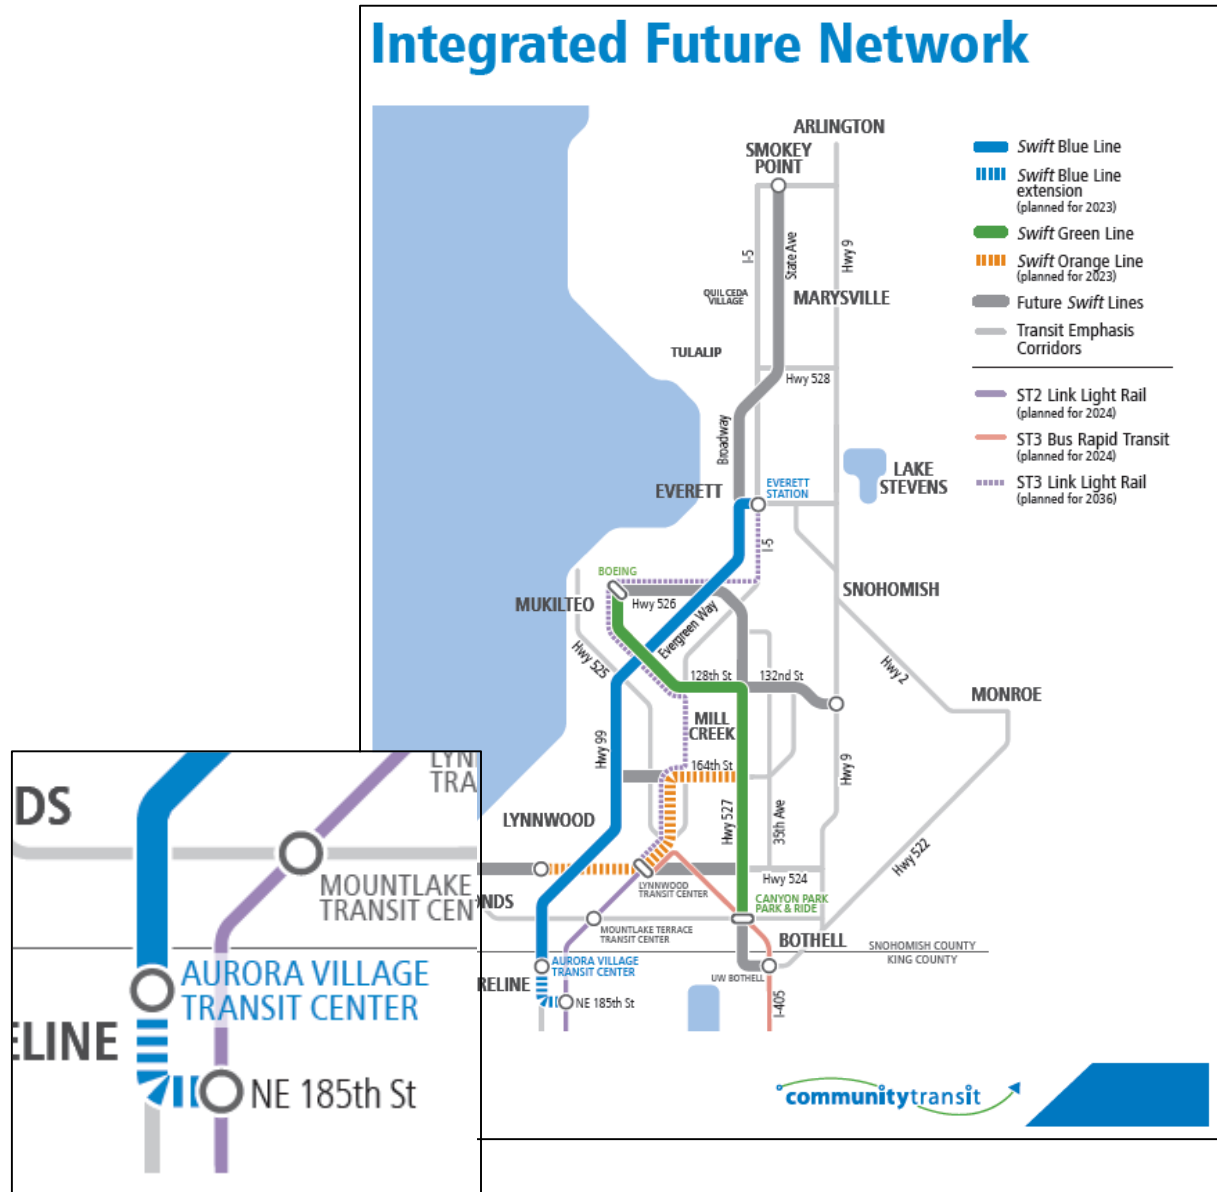 Integrated Future Network
ARLINGTON
SMOKEY
POINT
Swift Blue Line
Swift Blue Line
extension
(planned for 2023)
Swift Green Line
Swift Orange Line
(planned for 2023)
Future Swift Lines
Transit Emphasis
Corridors
ST2 Link Light Rail
(planned for 2024)
ST3 Bus Rapid Transit
(planned for 2024)
ST3 Link Light Rail
(planned for 2036)
I-5
State Ave
Hwy 9
QUIL CEDA
VILLAGE
MARYSVILLE
TULALIP
Hwy 528
Broadway
LAKE
STEVENS
EVERETT
EVERETT
STATION
I-5
BOEING
MUKILTEO
Hwy 526
SNOHOMISH
Evergreen Way
Hwy 525
128th St
132nd St
Hwy 2
MONROE
MILL
CREEK
Hwy 99
164th St
Hwy 9
LYNNWOOD
Hwy 527
35th Ave
Hwy 522
LYNNWOOD
TRANSIT CENTER
Hwy 524
CANYON PARK
PARK & RIDE
NDS
MOUNTLAKE TERRACE
TRANSIT CENTER
BOTHELL
SNOHOMISH COUNTY
KING COUNTY
AURORA VILLAGE
TRANSIT CENTER
UW BOTHELL
RELINE
NE 185th St
I-405
communitytransit
LYN
TRA
DS
MOUNTLAKE
TRANSIT CEN
AURORA VILLAGE
TRANSIT CENTER
ELINE
NE 185th St